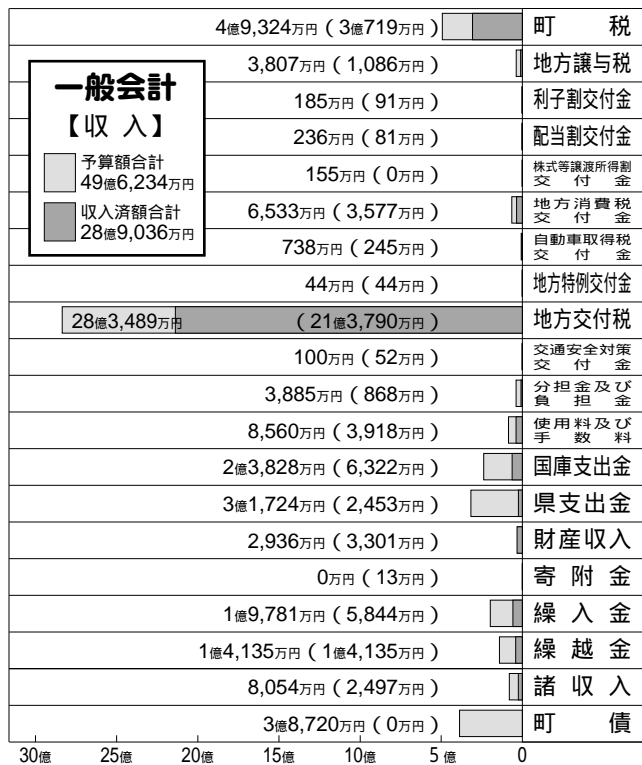 一般会計
【収 入】
予算額合計
49億6,234万円
収入済額合計
28億9,036万円
4億9,324万円 ( 3億719万円 ) 町 税
3,807万円 ( 1,086万円 ) 地方譲与税
185万円 ( 91万円 ) 利子割交付金
236万円 ( 81万円 ) 配当割交付金
155万円 ( 0万円 ) 株式等譲渡所得割交付金
6,533万円 ( 3,577万円 ) 地方消費税交付金
738万円 ( 245万円 ) 自動車取得税交付金
44万円 ( 44万円 ) 地方特例交付金
28億3,489万円 ( 21億3,790万円 ) 地方交付税
100万円 ( 52万円 ) 交通安全対策交付金
3,885万円 ( 868万円 ) 分担金及び負担金
8,560万円 ( 3,918万円 ) 使用料及び手数料
2億3,828万円 ( 6,322万円 ) 国庫支出金
3億1,724万円 ( 2,453万円 ) 県支出金
2,936万円 ( 3,301万円 ) 財産収入
0万円 ( 13万円 ) 寄附金
1億9,781万円 ( 5,844万円 ) 繰入金
1億4,135万円 ( 1億4,135万円 ) 繰越金
8,054万円 ( 2,497万円 ) 諸収入
3億8,720万円 ( 0万円 ) 町 債
30億 25億 20億 15億 10億 5億 0